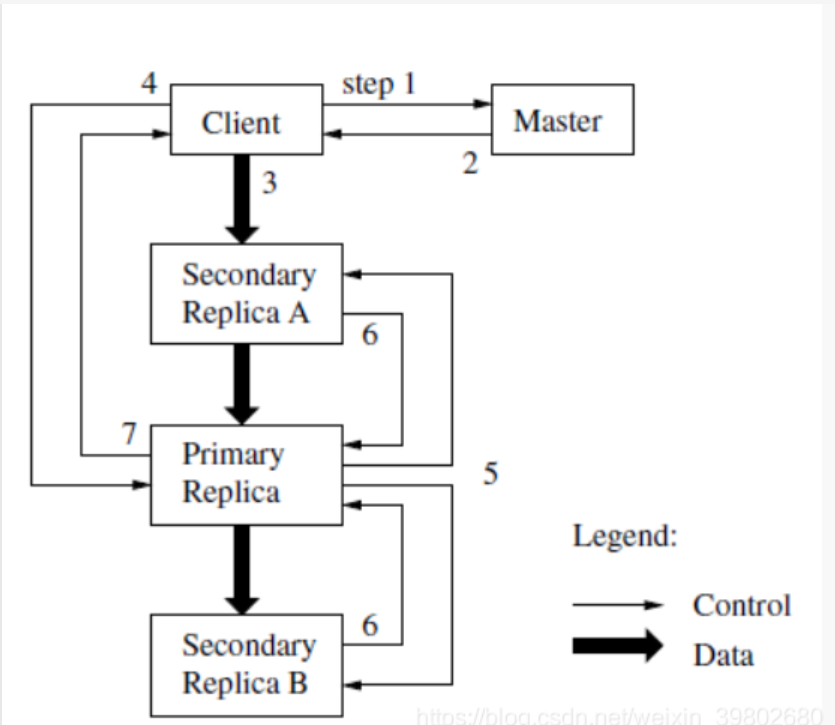 4
step 1
Client
Master
2
3
Secondary
Replica A
6
7
Primary
Replica
5
Legend:
Control
Data
6
Secondary
Replica B
https://blog.csdn.net/weixin_39802680